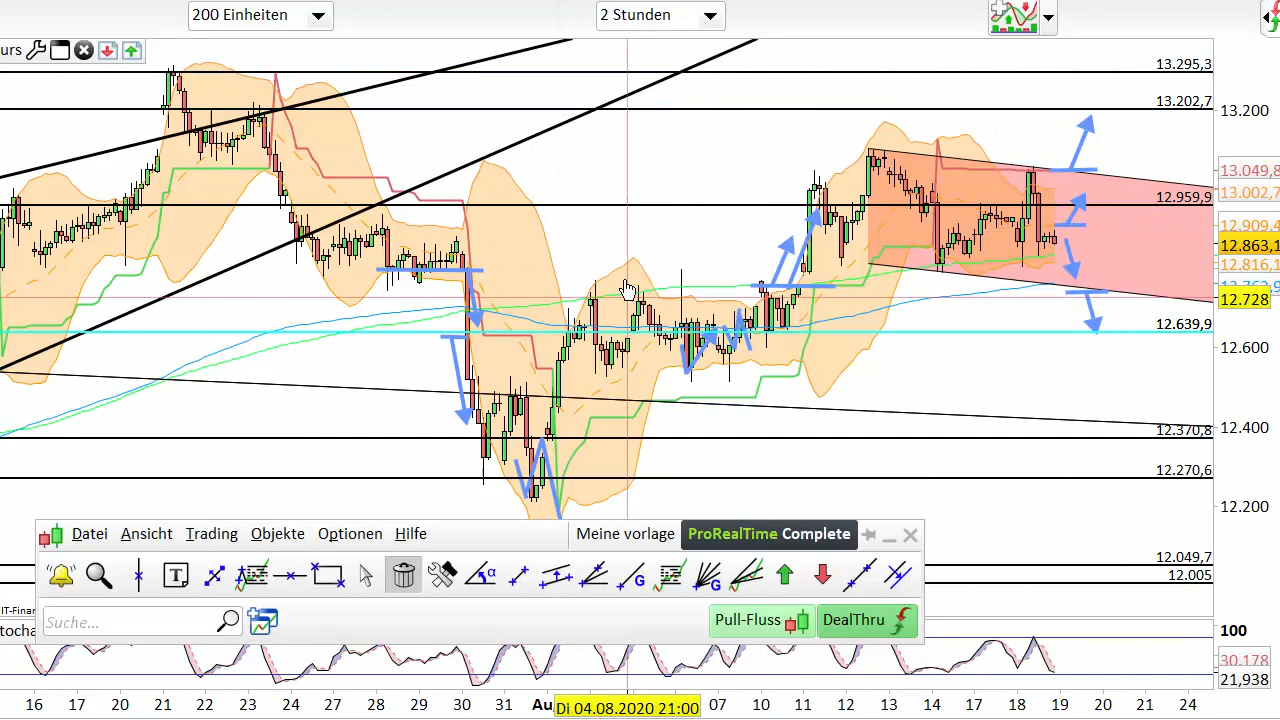 200 Einheiten
2 Stunden
urs
13.295,3
13.202,7
13.200
13.049,8
13.002,7
12.959,9
12.909,4
12.863,1
12.816,1
12.728
12.639,9
12.600
12.400
12.370,8
12.270,6
12.200
12.049,7
12.005
Datei Ansicht Trading Objekte Optionen Hilfe Meine vorlage ProRealTime Complete
T α G G
Suche... Pull-Fluss DealThru
IT-Finan
tocha
100
30,178
21,938
16 17 20 21 22 23 24 27 28 29 30 31 Au Di 04.08.2020 21:00 07 10 11 12 13 14 17 18 19 20 21 24